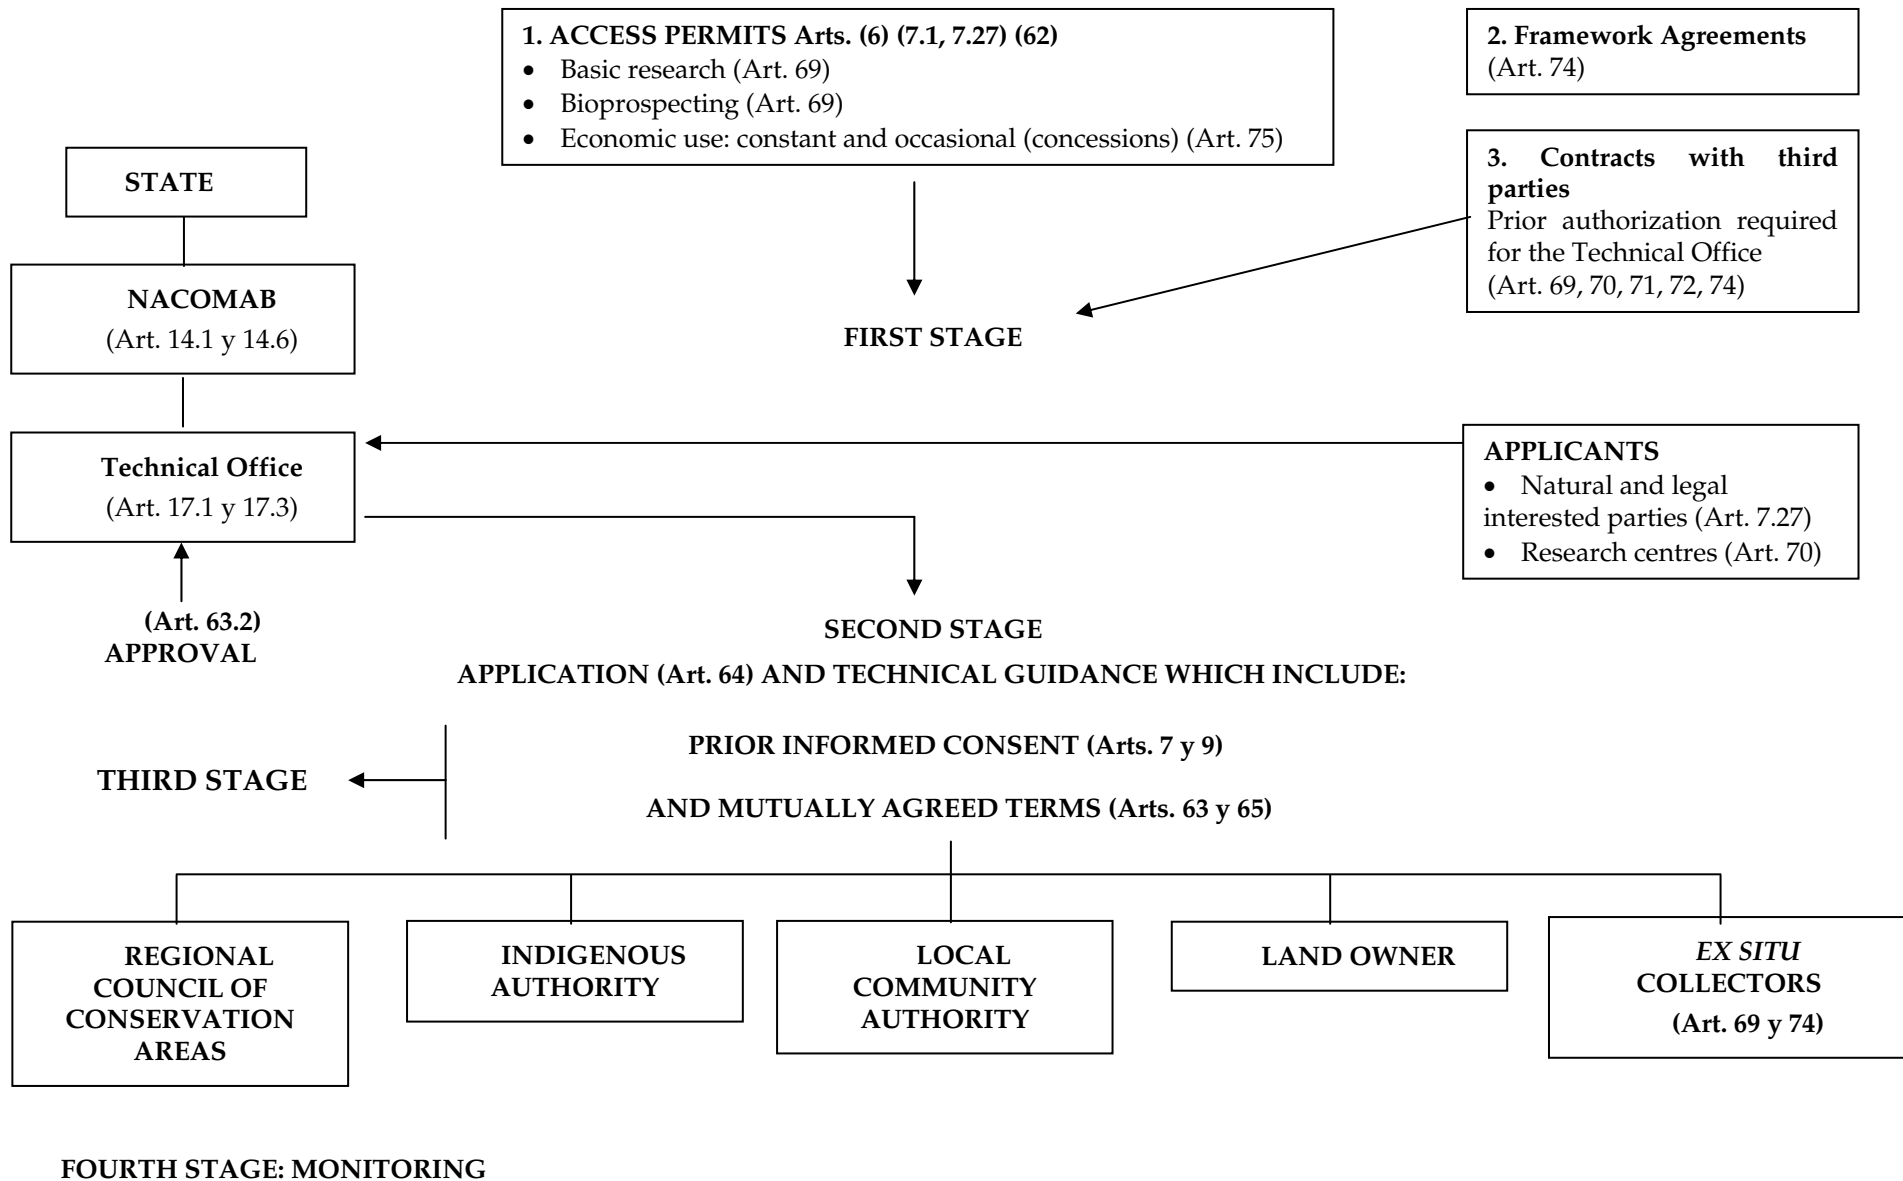 1. ACCESS PERMITS Arts. (6) (7.1, 7.27) (62)
• Basic research (Art. 69)
• Bioprospecting (Art. 69)
• Economic use: constant and occasional (concessions) (Art. 75)
2. Framework Agreements
(Art. 74)
3. Contracts with third
parties
Prior authorization required
for the Technical Office
(Art. 69, 70, 71, 72, 74)
STATE
NACOMAB
(Art. 14.1 y 14.6)
FIRST STAGE
Technical Office
(Art. 17.1 y 17.3)
APPLICANTS
• Natural and legal
interested parties (Art. 7.27)
• Research centres (Art. 70)
(Art. 63.2)
APPROVAL
SECOND STAGE
APPLICATION (Art. 64) AND TECHNICAL GUIDANCE WHICH INCLUDE:
PRIOR INFORMED CONSENT (Arts. 7 y 9)
THIRD STAGE
AND MUTUALLY AGREED TERMS (Arts. 63 y 65)
REGIONAL
COUNCIL OF
CONSERVATION
AREAS
INDIGENOUS
AUTHORITY
LOCAL
COMMUNITY
AUTHORITY
LAND OWNER
EX SITU
COLLECTORS
(Art. 69 y 74)
FOURTH STAGE: MONITORING